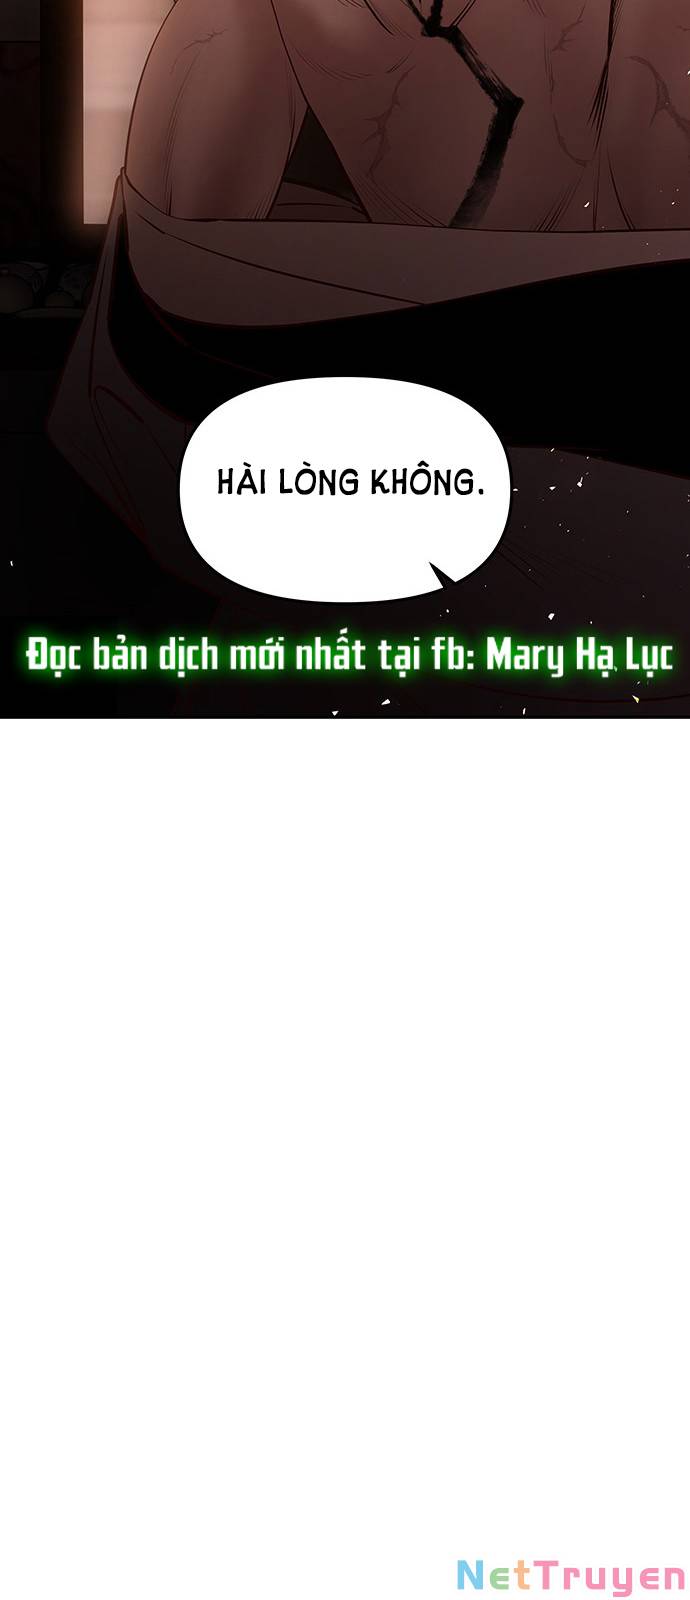 HÀI LÒNG KHÔNG.
Đọc bản dịch mới nhất tại fb: Mary Hạ Lục
NetTruyen